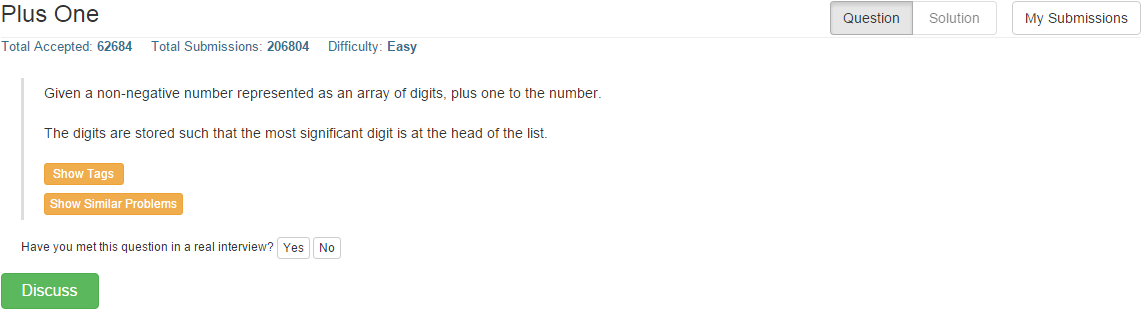 Plus One
Question Solution My Submissions
Total Accepted: 62684 Total Submissions: 206804 Difficulty: Easy
Given a non-negative number represented as an array of digits, plus one to the number.
The digits are stored such that the most significant digit is at the head of the list.
Show Tags
Show Similar Problems
Have you met this question in a real interview? Yes No
Discuss